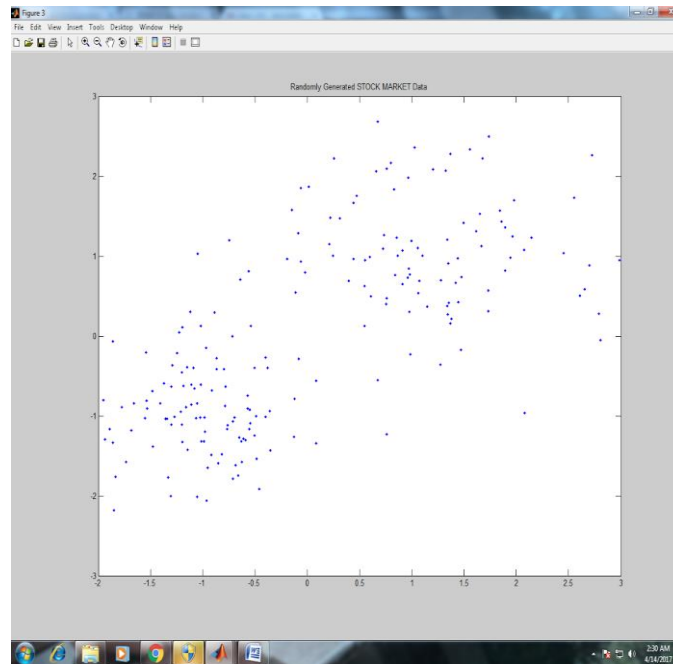 Figure 3
File Edit View Insert Tools Desktop Window Help
Randomly Generated STOCK MARKET Data
3
2
1
0
-1
-2
-3
-2 -1.5 -1 -0.5 0 0.5 1 1.5 2 2.5 3
2:30 AM
4/14/2017